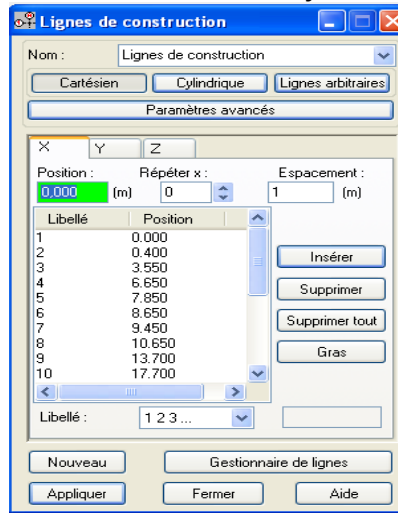 Lignes de construction
Nom : Lignes de construction
Cartésien Cylindrique Lignes arbitraires
Paramètres avancés
X Y Z
Position : Répéter x : Espacement :
0,000 (m) 0 1 (m)
Libellé Position
1 0.000
2 0.400
3 3.550
4 6.650
5 7.850
6 8.650
7 9.450
8 10.650
9 13.700
10 17.700
Insérer
Supprimer
Supprimer tout
Gras
Libellé : 1 2 3 ...
Nouveau Gestionnaire de lignes
Appliquer Fermer Aide